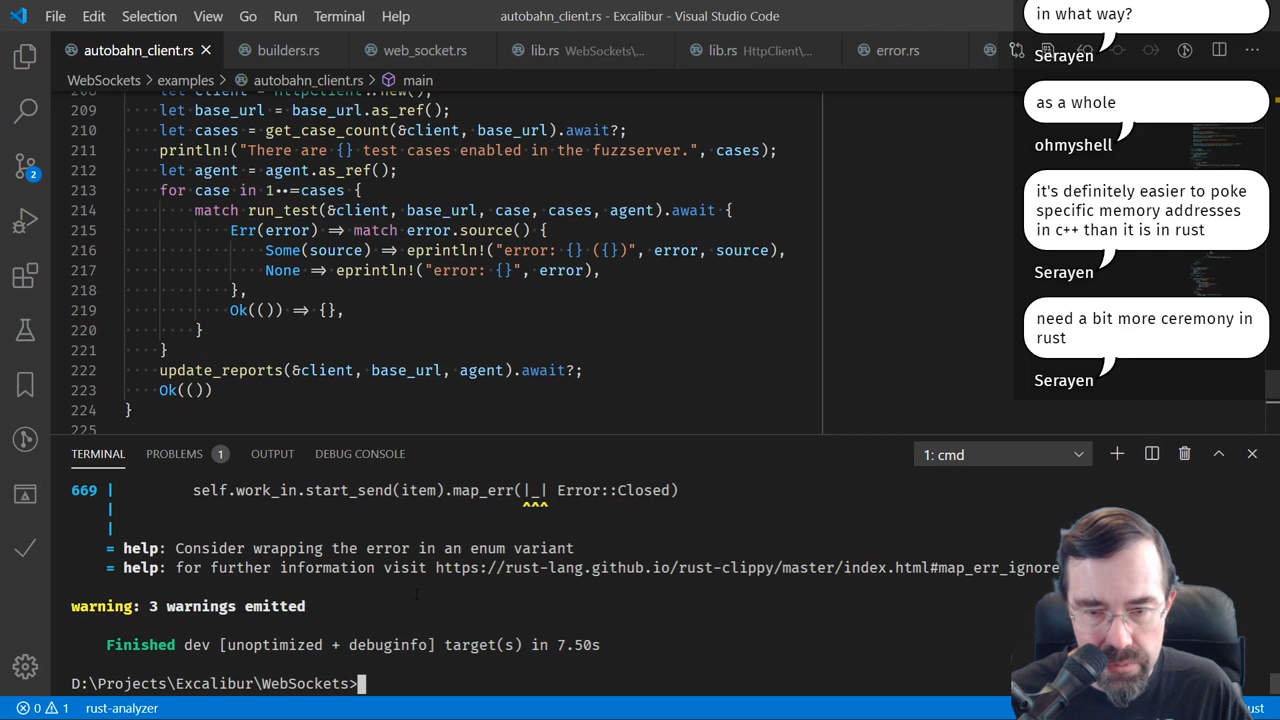 File Edit Selection View Go Run Terminal Help
autobahn_client.rs - Excalibur - Visual Studio Code
autobahn_client.rs
builders.rs
web_socket.rs
lib.rs WebSockets\...
lib.rs HttpClient\...
error.rs
WebSockets > examples > autobahn_client.rs > main
209 let base_url = base_url.as_ref();
210 let cases = get_case_count(&client, base_url).await?;
211 println!("There are {} test cases enabled in the fuzzserver.", cases);
212 let agent = agent.as_ref();
213 for case in 1..=cases {
214 match run_test(&client, base_url, case, cases, agent).await {
215 Err(error) => match error.source() {
216 Some(source) => eprintln!("error: {} ({})", error, source),
217 None => eprintln!("error: {}", error),
218 },
219 Ok(()) => {},
220 }
221 }
222 update_reports(&client, base_url, agent).await?;
223 Ok(())
224 }
225
TERMINAL PROBLEMS 1 OUTPUT DEBUG CONSOLE
1: cmd
669 | self.work_in.start_send(item).map_err(|_| Error::Closed)
| ^^^
|
= help: Consider wrapping the error in an enum variant
= help: for further information visit https://rust-lang.github.io/rust-clippy/master/index.html#map_err_ignore
warning: 3 warnings emitted
Finished dev [unoptimized + debuginfo] target(s) in 7.50s
D:\Projects\Excalibur\WebSockets>
2
0 1 rust-analyzer
in what way?
Serayen
as a whole
ohmyshell
it's definitely easier to poke
specific memory addresses
in c++ than it is in rust
Serayen
need a bit more ceremony in
rust
Serayen